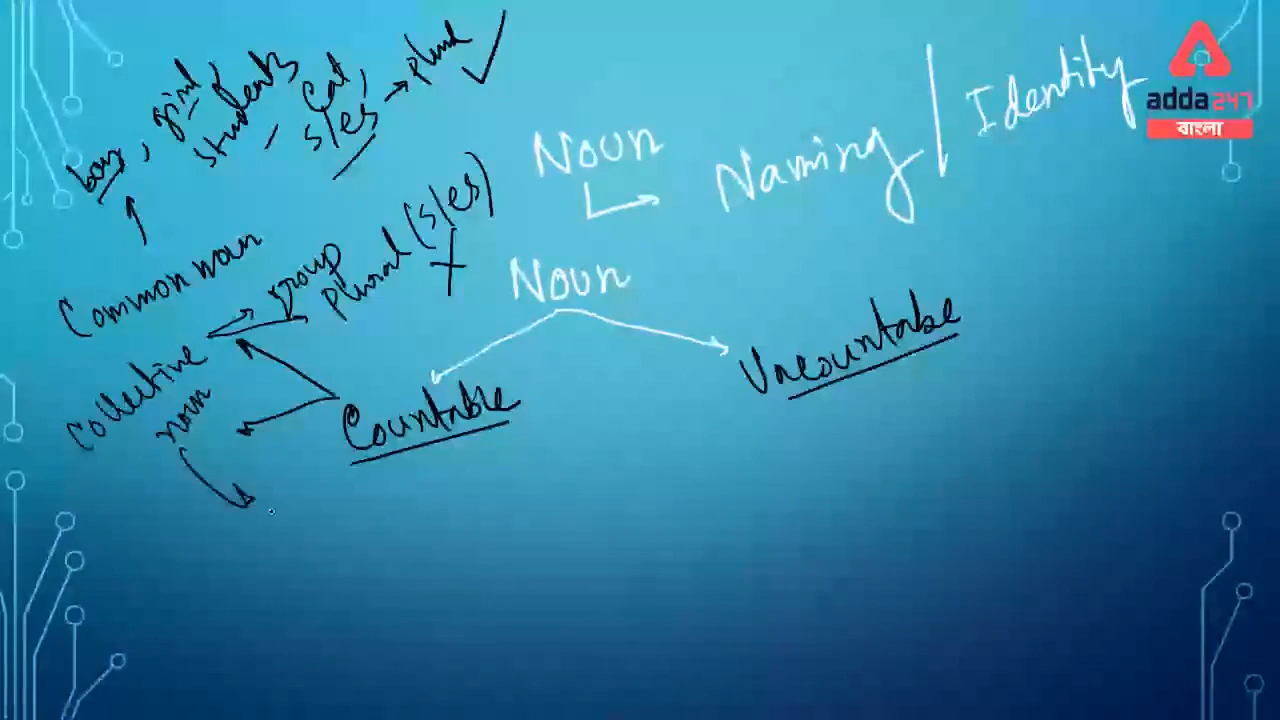 boy, girl,
students
Cat,
s/es → plural ✓
Noun
Naming / Identity
adda247
বাংলা
Common noun
group
Plural (s/es)
X
Noun
Collective
noun
Countable
Uncountabe